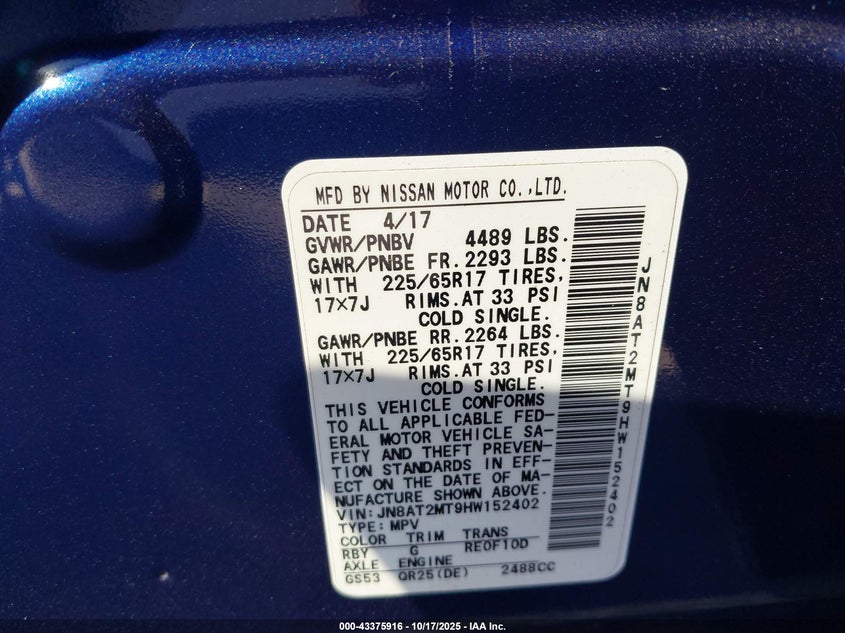 MFD BY NISSAN MOTOR CO.,LTD.
DATE 4/17
GVWR/PNBV 4489 LBS.
GAWR/PNBE FR. 2293 LBS.
WITH 225/65R17 TIRES,
17×7J RIMS.AT 33 PSI
COLD SINGLE.
GAWR/PNBE RR. 2264 LBS.
WITH 225/65R17 TIRES,
17×7J RIMS.AT 33 PSI
COLD SINGLE.
THIS VEHICLE CONFORMS
TO ALL APPLICABLE FED-
ERAL MOTOR VEHICLE SA-
FETY AND THEFT PREVEN-
TION STANDARDS IN EFF-
ECT ON THE DATE OF MA-
NUFACTURE SHOWN ABOVE.
VIN:JN8AT2MT9HW152402
TYPE:MPV
COLOR TRIM TRANS
RBY G RE0F10D
AXLE ENGINE
GS53 QR25(DE) 2488CC
JN8AT2MT9HW152402
000-43375916 - 10/17/2025 - IAA Inc.